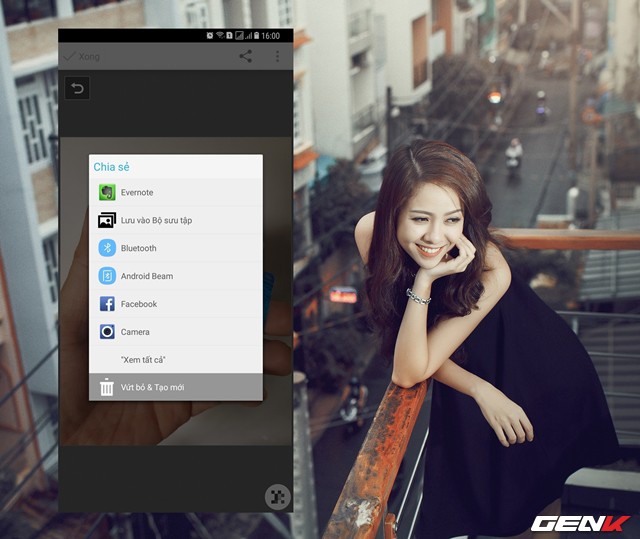 16:00
Xong
Chia sẻ
Evernote
Lưu vào Bộ sưu tập
Bluetooth
Android Beam
Facebook
Camera
"Xem tất cả"
Vứt bỏ & Tạo mới
GENK